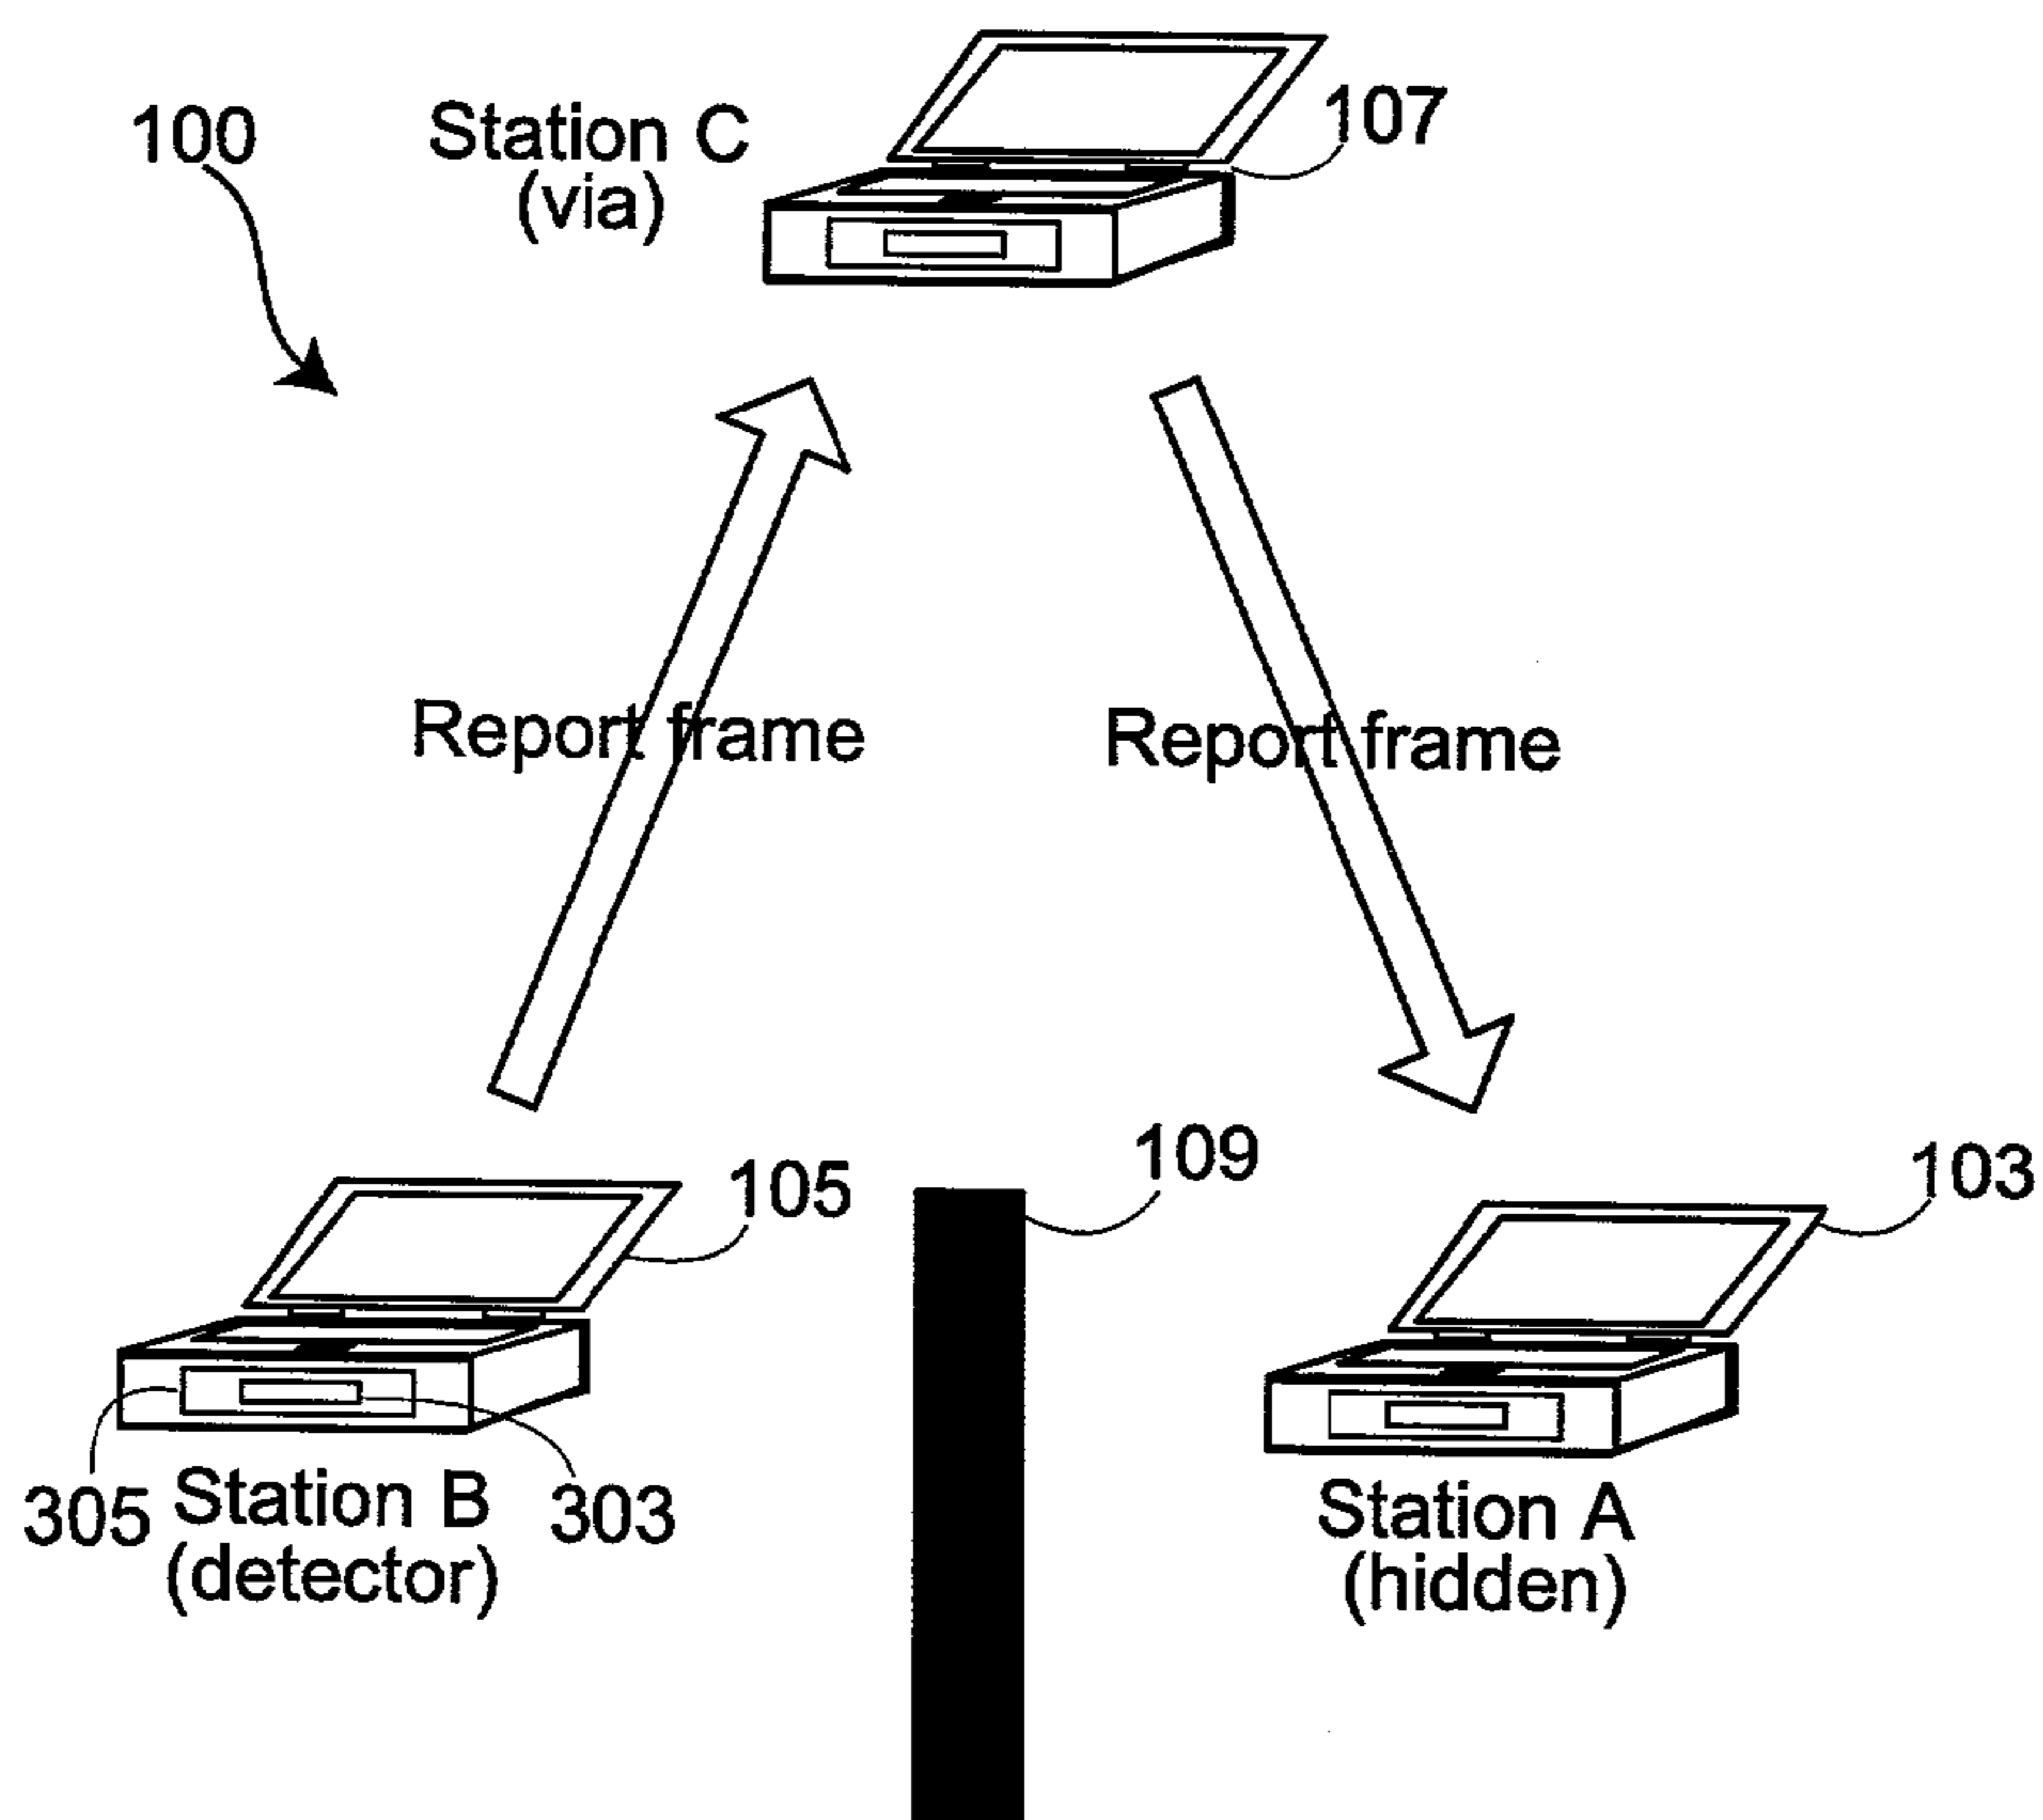 100
Station C
(via)
107
Report frame
Report frame
105
109
103
305
Station B
(detector)
303
Station A
(hidden)